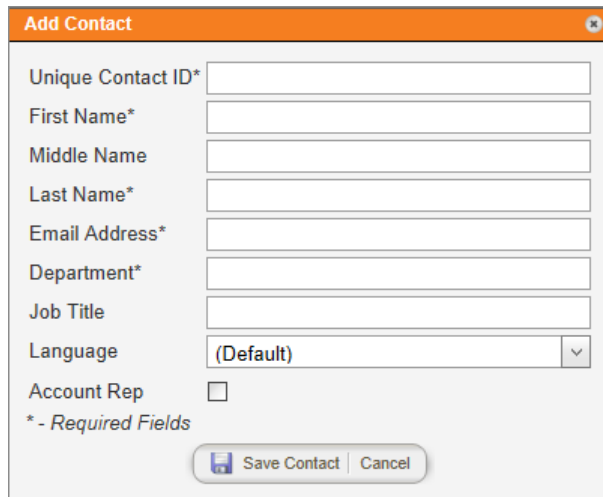 Add Contact
Unique Contact ID*
First Name*
Middle Name
Last Name*
Email Address*
Department*
Job Title
Language (Default)
Account Rep
* - Required Fields
Save Contact | Cancel